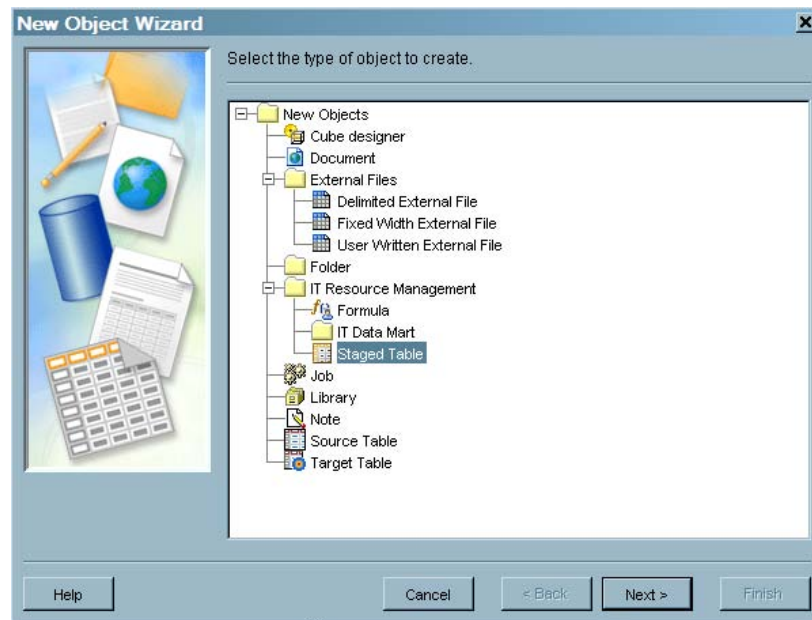 New Object Wizard
Select the type of object to create.
New Objects
Cube designer
Document
External Files
Delimited External File
Fixed Width External File
User Written External File
Folder
IT Resource Management
Formula
IT Data Mart
Staged Table
Job
Library
Note
Source Table
Target Table
Help
Cancel
< Back
Next >
Finish